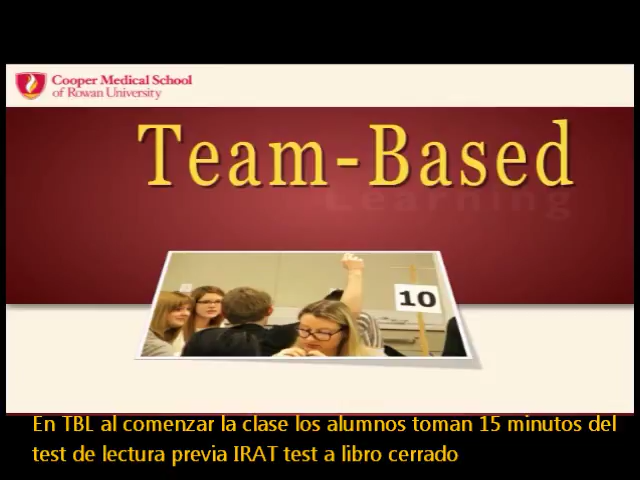 Cooper Medical School
of Rowan University
Team-Based
Learning
10
En TBL al comenzar la clase los alumnos toman 15 minutos del
test de lectura previa IRAT test a libro cerrado